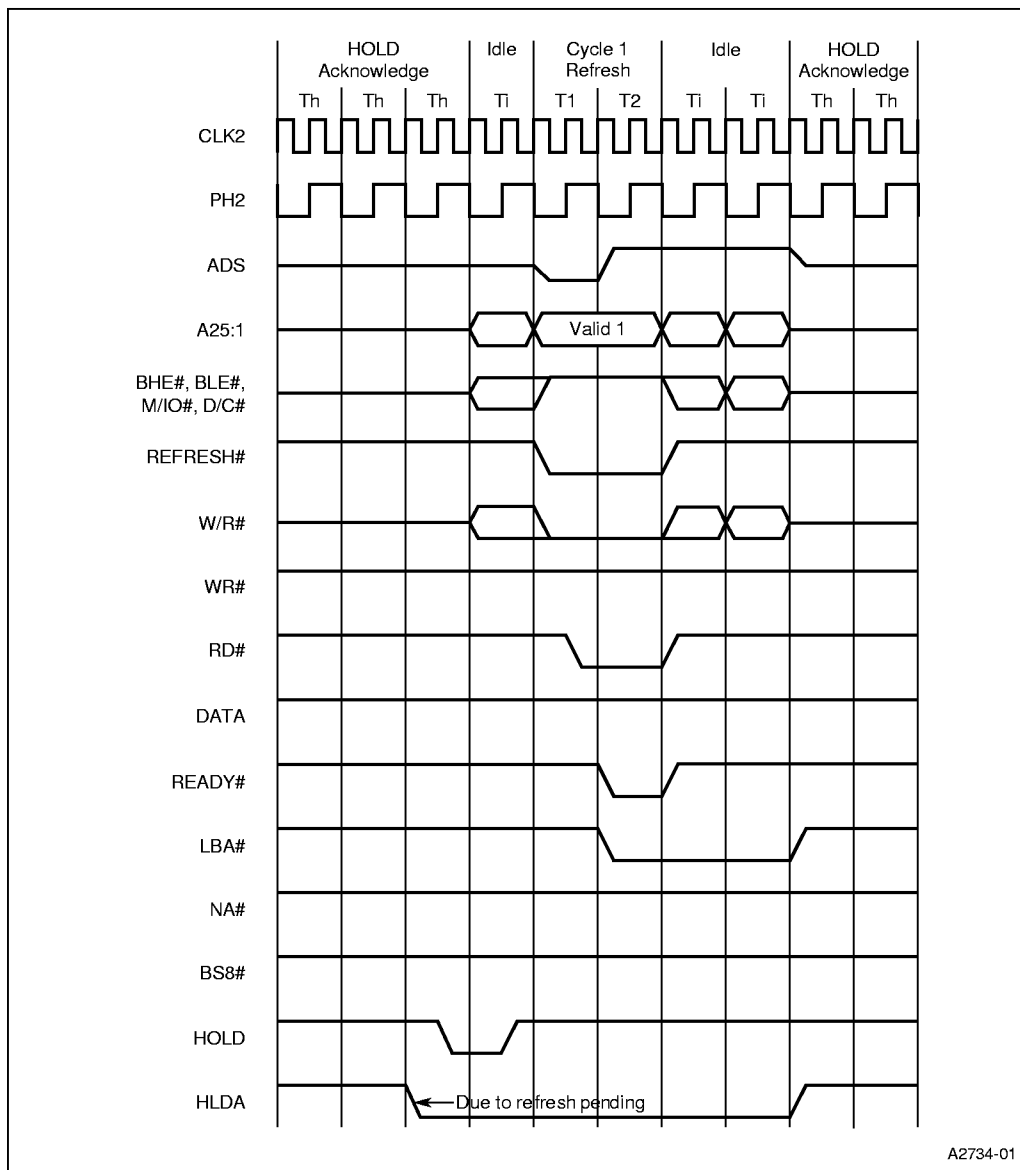 HOLD
Acknowledge
Idle
Cycle 1
Refresh
Idle
HOLD
Acknowledge
Th Th Th Ti T1 T2 Ti Ti Th Th
CLK2
PH2
ADS
A25:1
Valid 1
BHE#, BLE#,
M/IO#, D/C#
REFRESH#
W/R#
WR#
RD#
DATA
READY#
LBA#
NA#
BS8#
HOLD
HLDA
Due to refresh pending
A2734-01